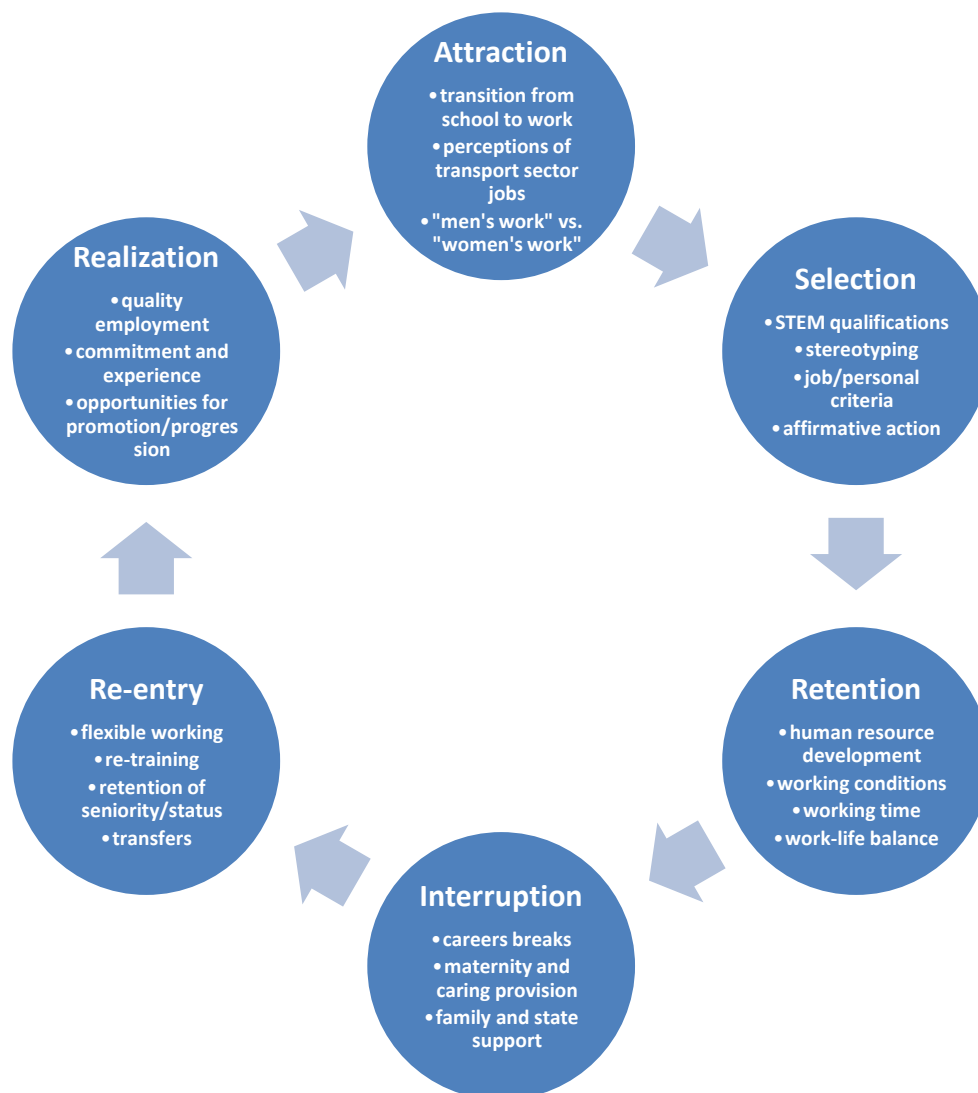 Attraction
•transition from
school to work
•perceptions of
transport sector
jobs
•"men's work" vs.
"women's work"
Selection
•STEM qualifications
•stereotyping
•job/personal
criteria
•affirmative action
Retention
•human resource
development
•working conditions
•working time
•work-life balance
Interruption
•careers breaks
•maternity and
caring provision
•family and state
support
Re-entry
•flexible working
•re-training
•retention of
seniority/status
•transfers
Realization
•quality
employment
•commitment and
experience
•opportunities for
promotion/progres
sion